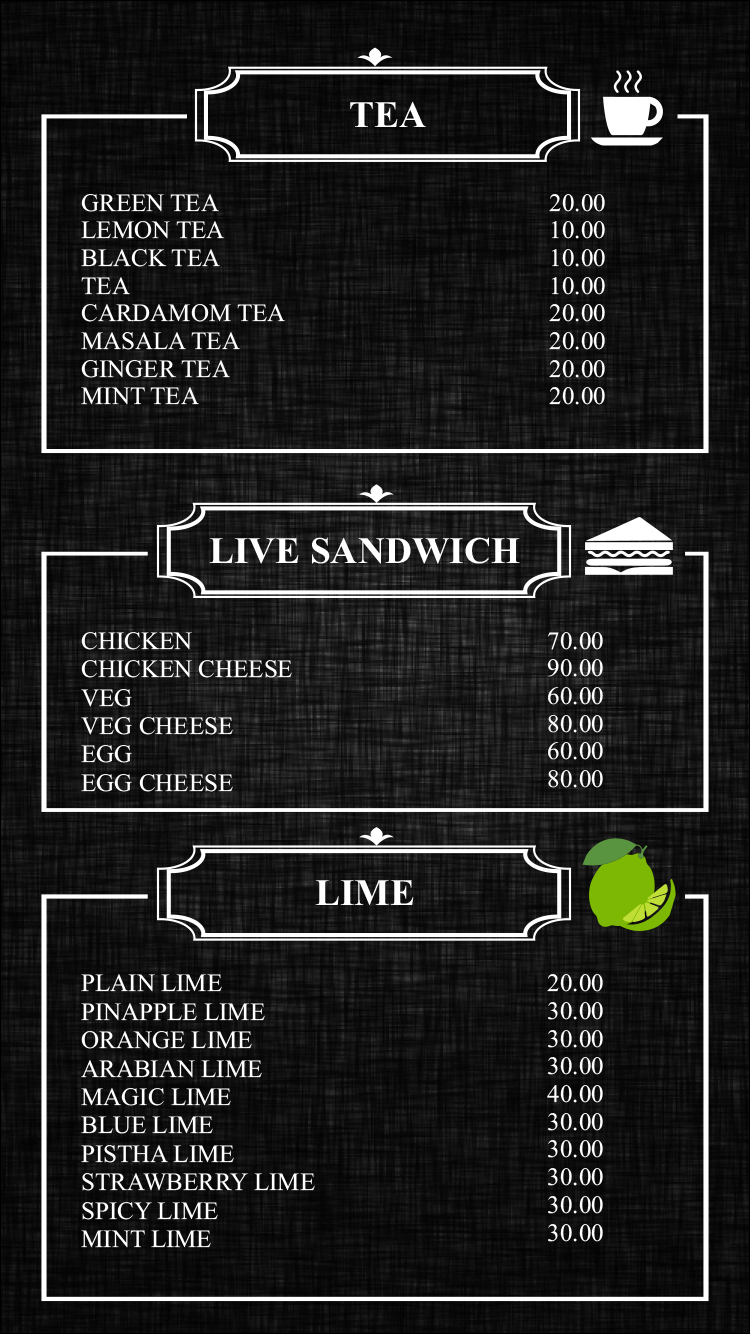 TEA
GREEN TEA 20.00
LEMON TEA 10.00
BLACK TEA 10.00
TEA 10.00
CARDAMOM TEA 20.00
MASALA TEA 20.00
GINGER TEA 20.00
MINT TEA 20.00
LIVE SANDWICH
CHICKEN 70.00
CHICKEN CHEESE 90.00
VEG 60.00
VEG CHEESE 80.00
EGG 60.00
EGG CHEESE 80.00
LIME
PLAIN LIME 20.00
PINAPPLE LIME 30.00
ORANGE LIME 30.00
ARABIAN LIME 30.00
MAGIC LIME 40.00
BLUE LIME 30.00
PISTHA LIME 30.00
STRAWBERRY LIME 30.00
SPICY LIME 30.00
MINT LIME 30.00